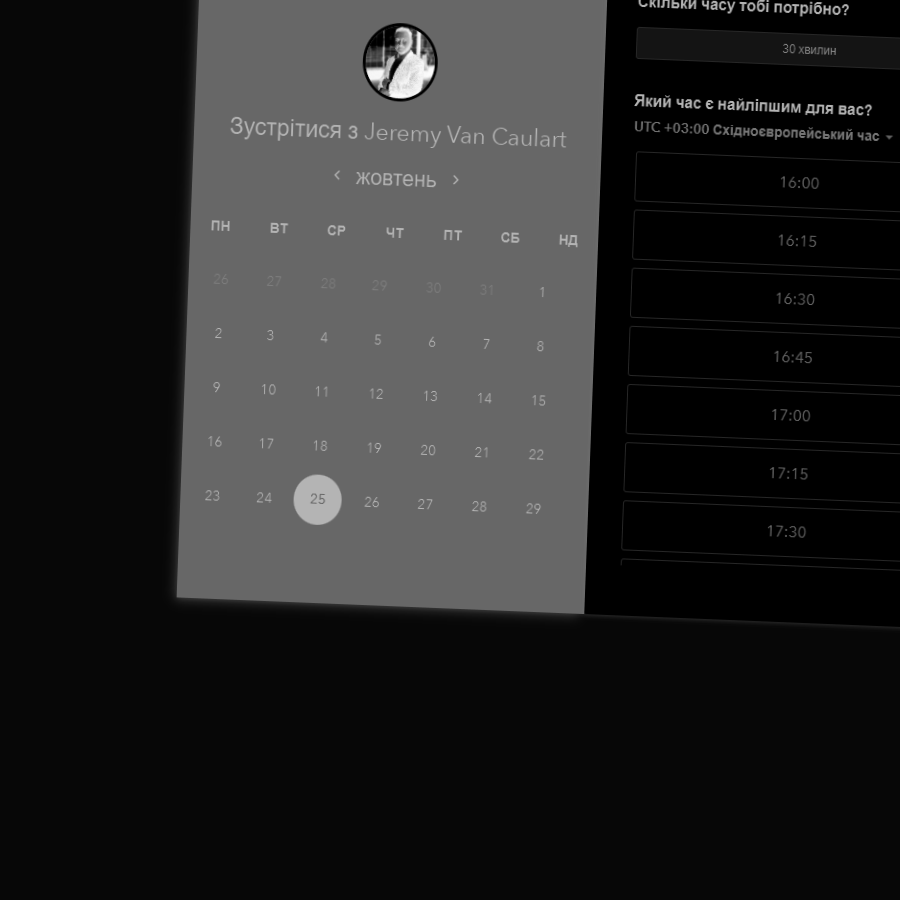 Зустрітися з Jeremy Van Caulart
‹ жовтень ›
ПН ВТ СР ЧТ ПТ СБ НД
26 27 28 29 30 31 1
2 3 4 5 6 7 8
9 10 11 12 13 14 15
16 17 18 19 20 21 22
23 24 25 26 27 28 29
Скільки часу тобі потрібно?
30 хвилин
Який час є найліпшим для вас?
UTC +03:00 Східноєвропейський час
16:00
16:15
16:30
16:45
17:00
17:15
17:30